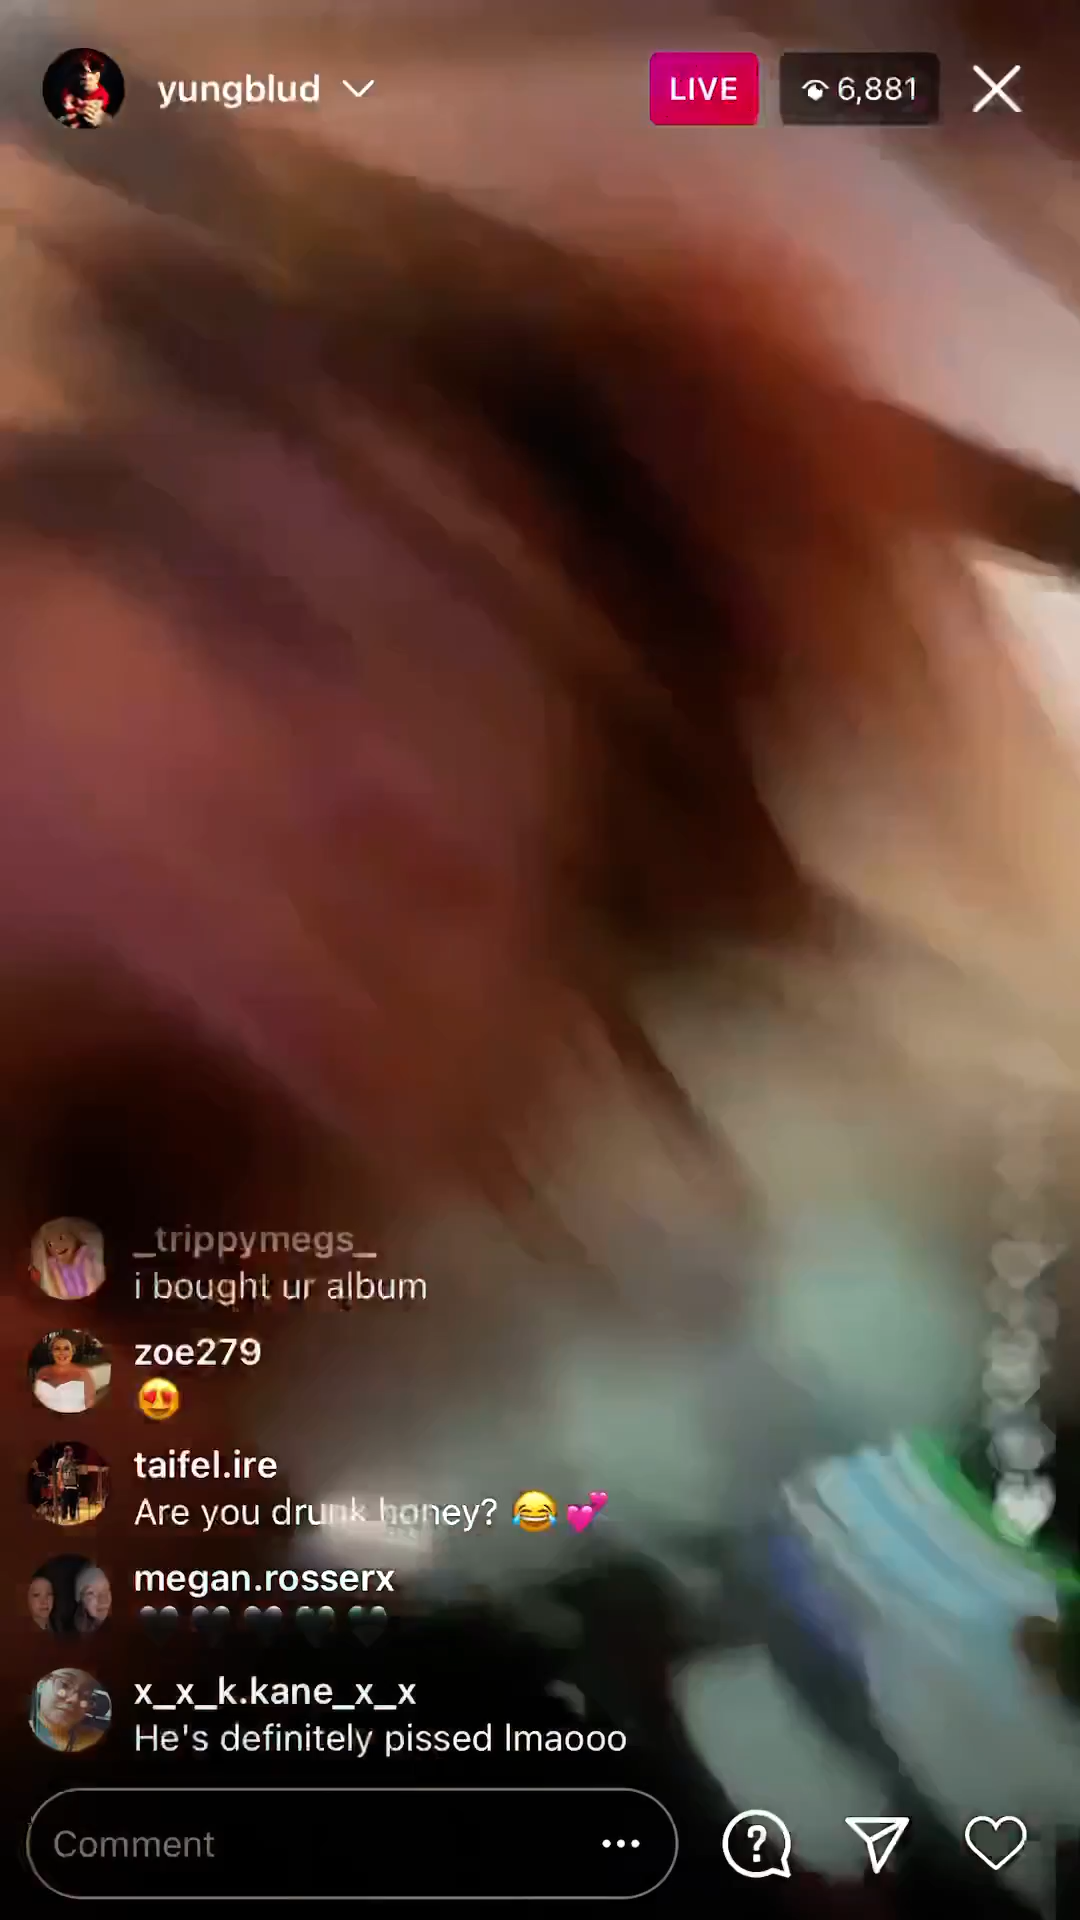 yungblud
LIVE
6,881
_trippymegs_
i bought ur album
zoe279
😍
taifel.ire
Are you drunk honey? 😂💕
megan.rosserx
🖤🖤🖤🖤🖤
x_x_k.kane_x_x
He's definitely pissed lmaooo
Comment